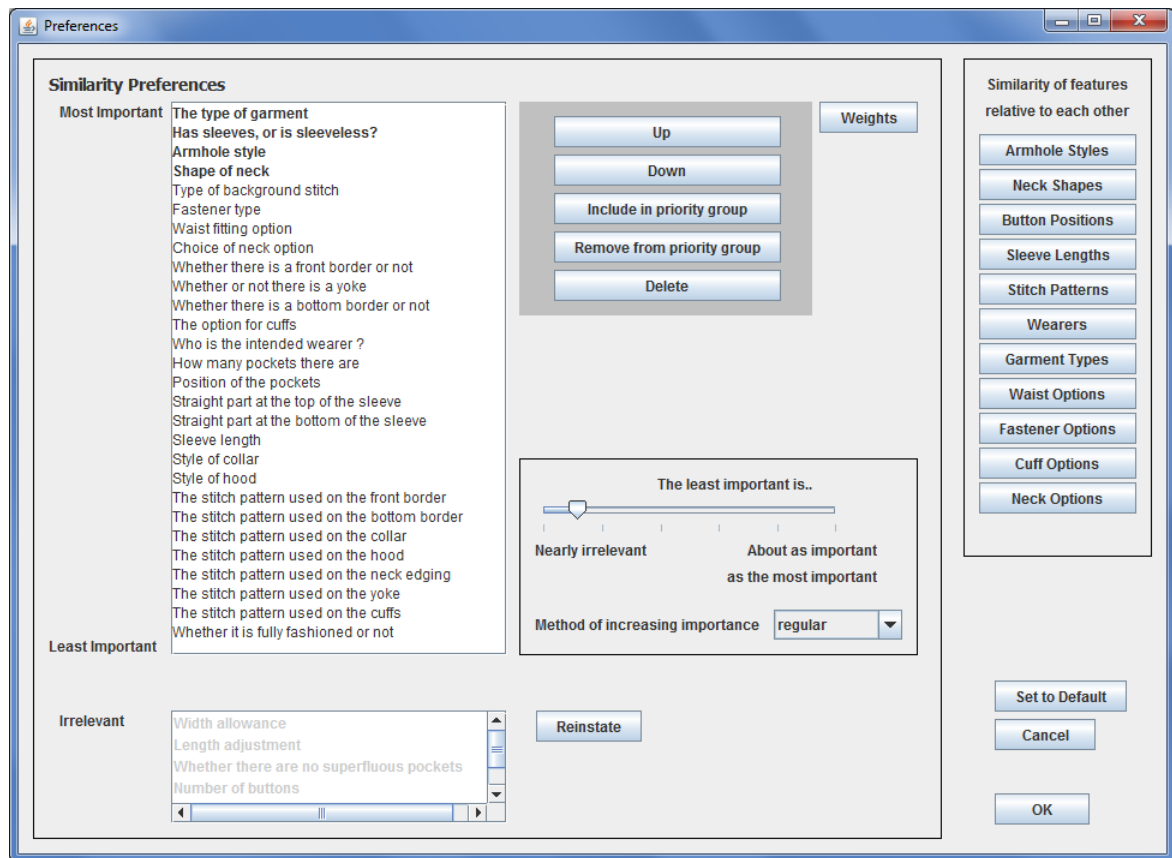 Preferences
Similarity Preferences
Most Important
The type of garment
Has sleeves, or is sleeveless?
Armhole style
Shape of neck
Type of background stitch
Fastener type
Waist fitting option
Choice of neck option
Whether there is a front border or not
Whether or not there is a yoke
Whether there is a bottom border or not
The option for cuffs
Who is the intended wearer ?
How many pockets there are
Position of the pockets
Straight part at the top of the sleeve
Straight part at the bottom of the sleeve
Sleeve length
Style of collar
Style of hood
The stitch pattern used on the front border
The stitch pattern used on the bottom border
The stitch pattern used on the collar
The stitch pattern used on the hood
The stitch pattern used on the neck edging
The stitch pattern used on the yoke
The stitch pattern used on the cuffs
Whether it is fully fashioned or not
Least Important
Up
Down
Include in priority group
Remove from priority group
Delete
Weights
The least important is..
Nearly irrelevant
About as important
as the most important
Method of increasing importance
regular
Irrelevant
Width allowance
Length adjustment
Whether there are no superfluous pockets
Number of buttons
Reinstate
Similarity of features
relative to each other
Armhole Styles
Neck Shapes
Button Positions
Sleeve Lengths
Stitch Patterns
Wearers
Garment Types
Waist Options
Fastener Options
Cuff Options
Neck Options
Set to Default
Cancel
OK